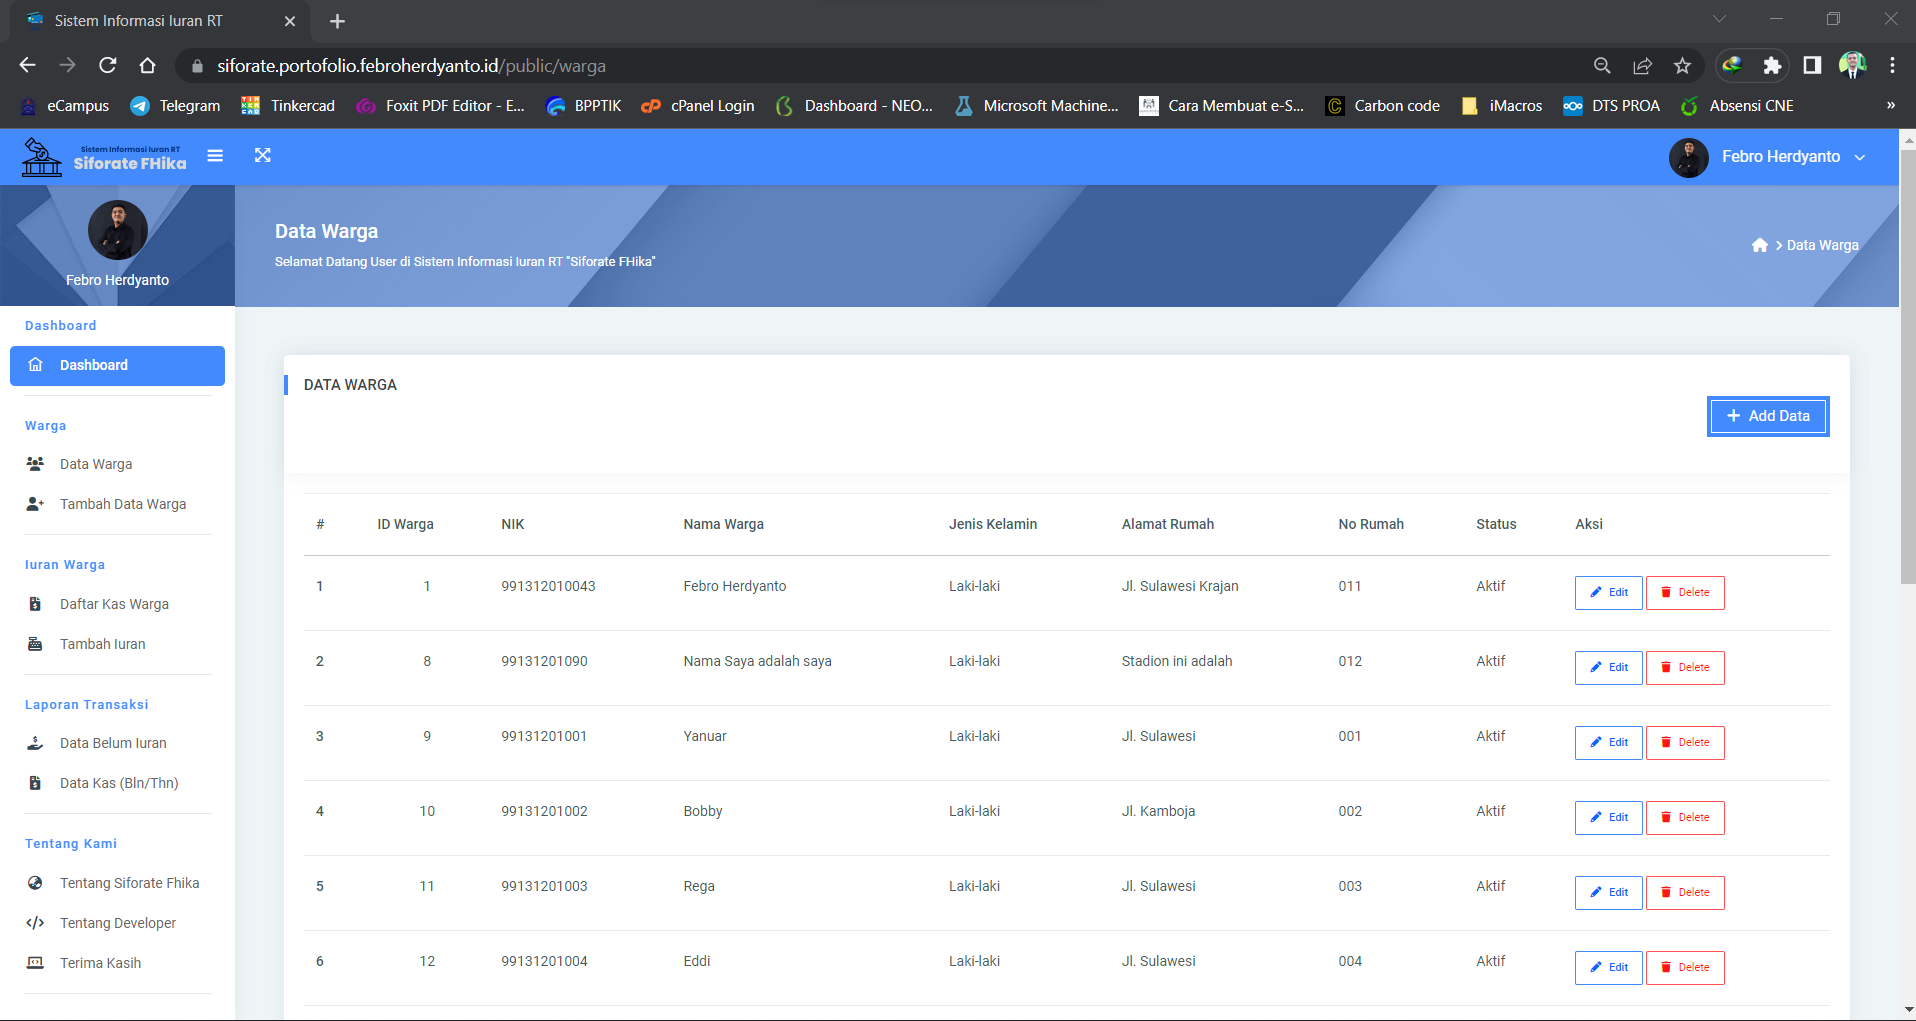 Sistem Informasi Iuran RT
siforate.portofolio.febroherdyanto.id/public/warga
eCampus Telegram Tinkercad Foxit PDF Editor - E... BPPTIK cPanel Login Dashboard - NEO... Microsoft Machine... Cara Membuat e-S... Carbon code iMacros DTS PROA Absensi CNE »
Sistem Informasi Iuran RT
Siforate FHika
Febro Herdyanto
Febro Herdyanto
Data Warga
Selamat Datang User di Sistem Informasi Iuran RT "Siforate FHika"
Data Warga
Dashboard
Dashboard
Warga
Data Warga
Tambah Data Warga
Iuran Warga
Daftar Kas Warga
Tambah Iuran
Laporan Transaksi
Data Belum Iuran
Data Kas (Bln/Thn)
Tentang Kami
Tentang Siforate Fhika
Tentang Developer
Terima Kasih
DATA WARGA
+ Add Data
# ID Warga NIK Nama Warga Jenis Kelamin Alamat Rumah No Rumah Status Aksi
1 1 991312010043 Febro Herdyanto Laki-laki Jl. Sulawesi Krajan 011 Aktif Edit Delete
2 8 99131201090 Nama Saya adalah saya Laki-laki Stadion ini adalah 012 Aktif Edit Delete
3 9 99131201001 Yanuar Laki-laki Jl. Sulawesi 001 Aktif Edit Delete
4 10 99131201002 Bobby Laki-laki Jl. Kamboja 002 Aktif Edit Delete
5 11 99131201003 Rega Laki-laki Jl. Sulawesi 003 Aktif Edit Delete
6 12 99131201004 Eddi Laki-laki Jl. Sulawesi 004 Aktif Edit Delete